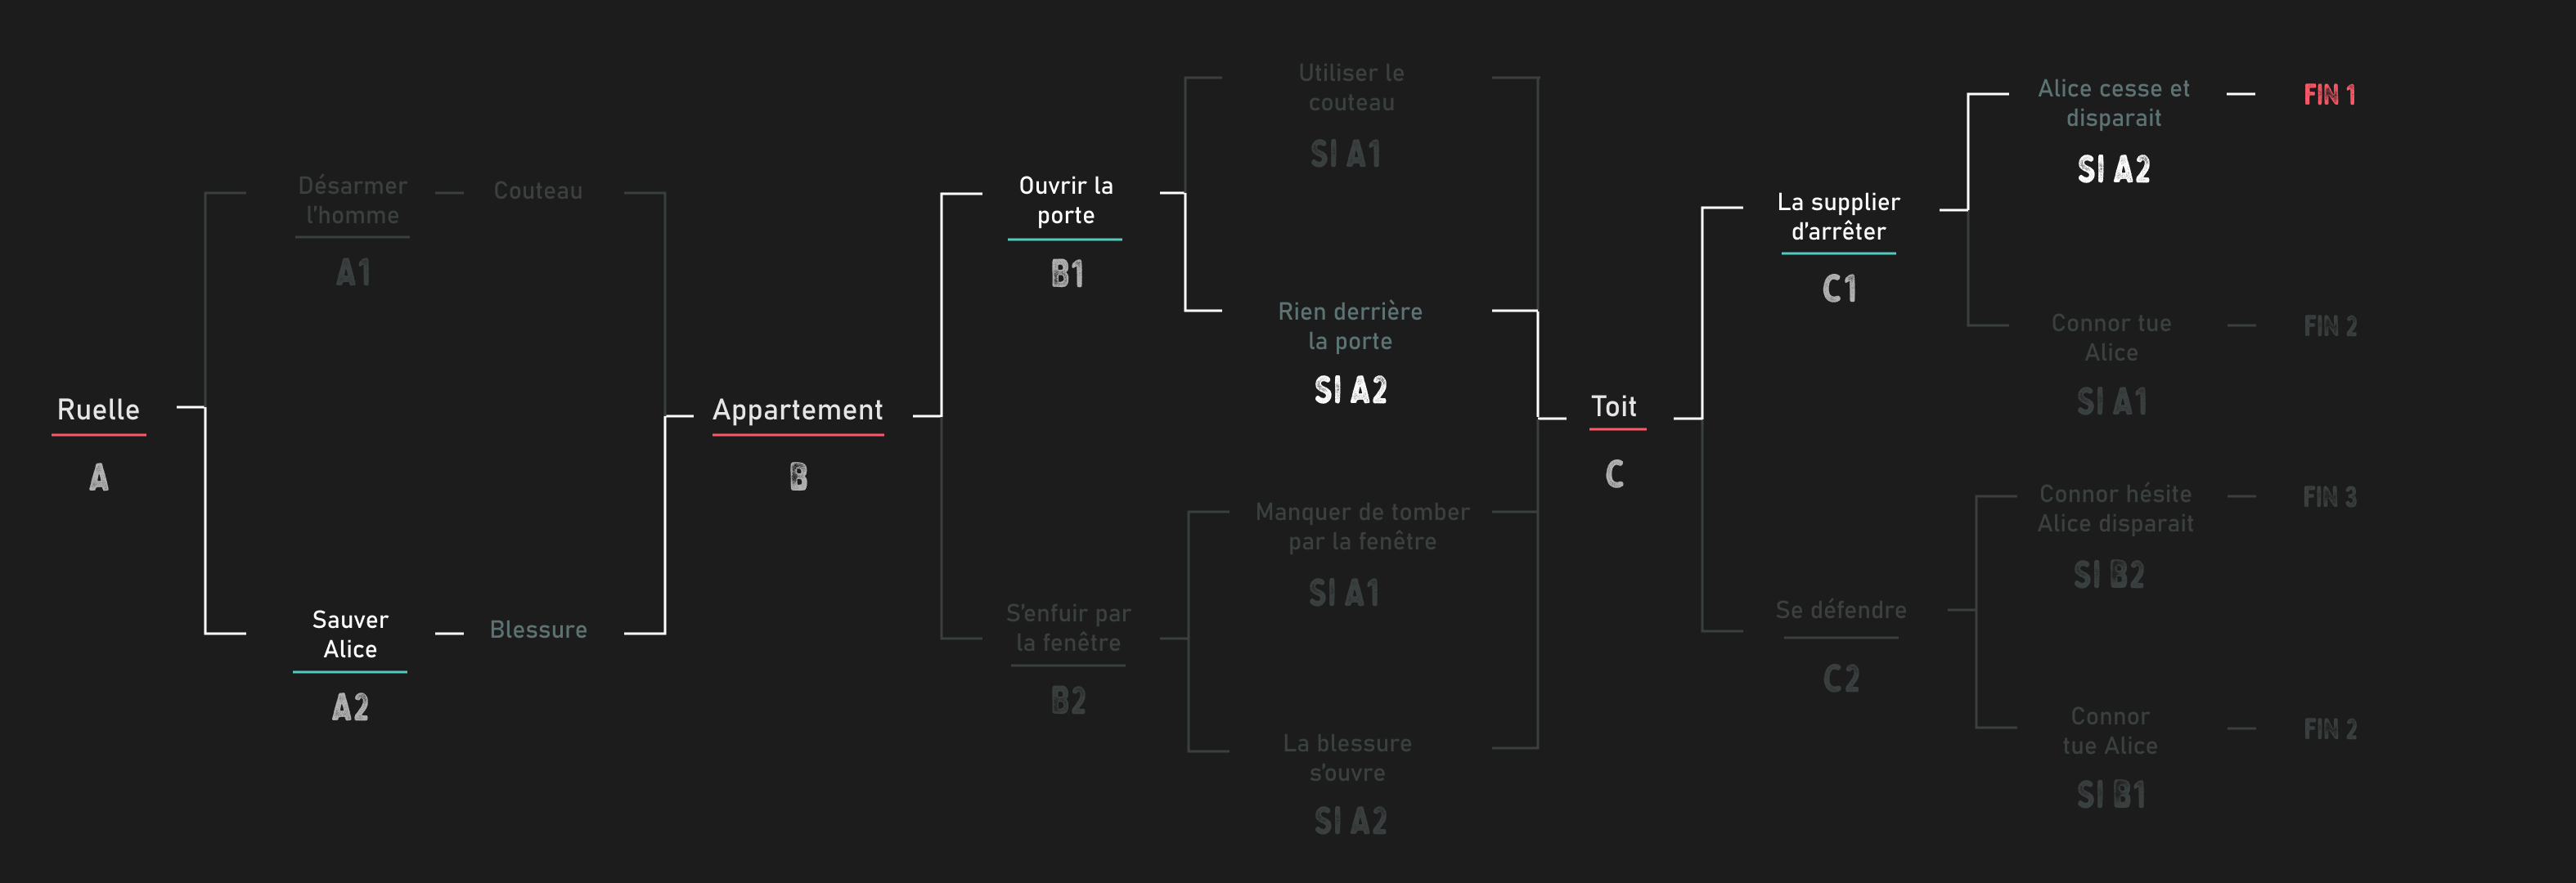 Ruelle
A
Désarmer
l'homme
A1
Couteau
Sauver
Alice
A2
Blessure
Appartement
B
Ouvrir la
porte
B1
S'enfuir par
la fenêtre
B2
Utiliser le
couteau
SI A1
Rien derrière
la porte
SI A2
Manquer de tomber
par la fenêtre
SI A1
La blessure
s'ouvre
SI A2
Toit
C
La supplier
d'arrêter
C1
Se défendre
C2
Alice cesse et
disparait
SI A2
FIN 1
Connor tue
Alice
SI A1
FIN 2
Connor hésite
Alice disparait
SI B2
FIN 3
Connor
tue Alice
SI B1
FIN 2